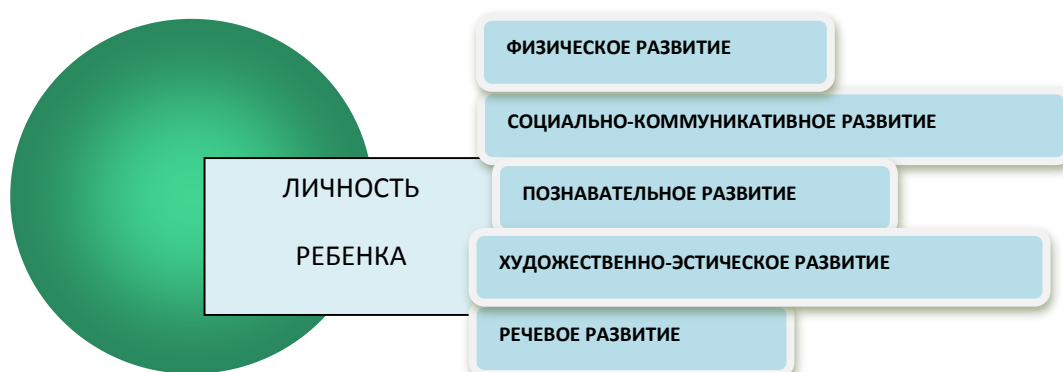 ФИЗИЧЕСКОЕ РАЗВИТИЕ
СОЦИАЛЬНО-КОММУНИКАТИВНОЕ РАЗВИТИЕ
ЛИЧНОСТЬ
РЕБЕНКА
ПОЗНАВАТЕЛЬНОЕ РАЗВИТИЕ
ХУДОЖЕСТВЕННО-ЭСТИЧЕСКОЕ РАЗВИТИЕ
РЕЧЕВОЕ РАЗВИТИЕ